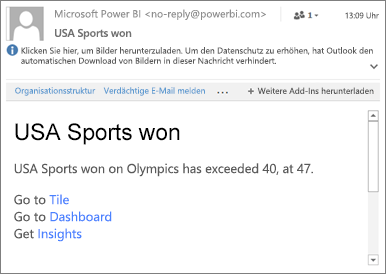 Microsoft Power BI <no-reply@powerbi.com>
1
13:09 Uhr
USA Sports won
Klicken Sie hier, um Bilder herunterzuladen. Um den Datenschutz zu erhöhen, hat Outlook den
automatischen Download von Bildern in dieser Nachricht verhindert.
Organisationsstruktur Verdächtige E-Mail melden ... + Weitere Add-Ins herunterladen
USA Sports won
USA Sports won on Olympics has exceeded 40, at 47.
Go to Tile
Go to Dashboard
Get Insights